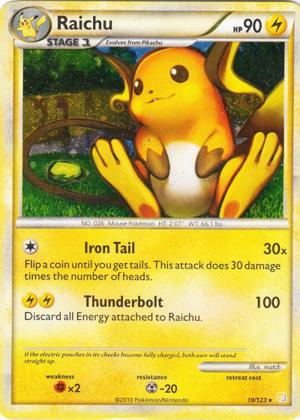 Raichu
HP 90
STAGE 1
Evolves from Pikachu
NO. 026 Mouse Pokémon HT: 2'07" WT: 66.1 lbs.
Iron Tail 30x
Flip a coin until you get tails. This attack does 30 damage
times the number of heads.
Thunderbolt 100
Discard all Energy attached to Raichu.
weakness resistance retreat cost
×2 -20
If the electric pouches in its cheeks become fully charged, both ears will stand
straight up.
Illus. match
©2010 Pokémon/Nintendo
10/123